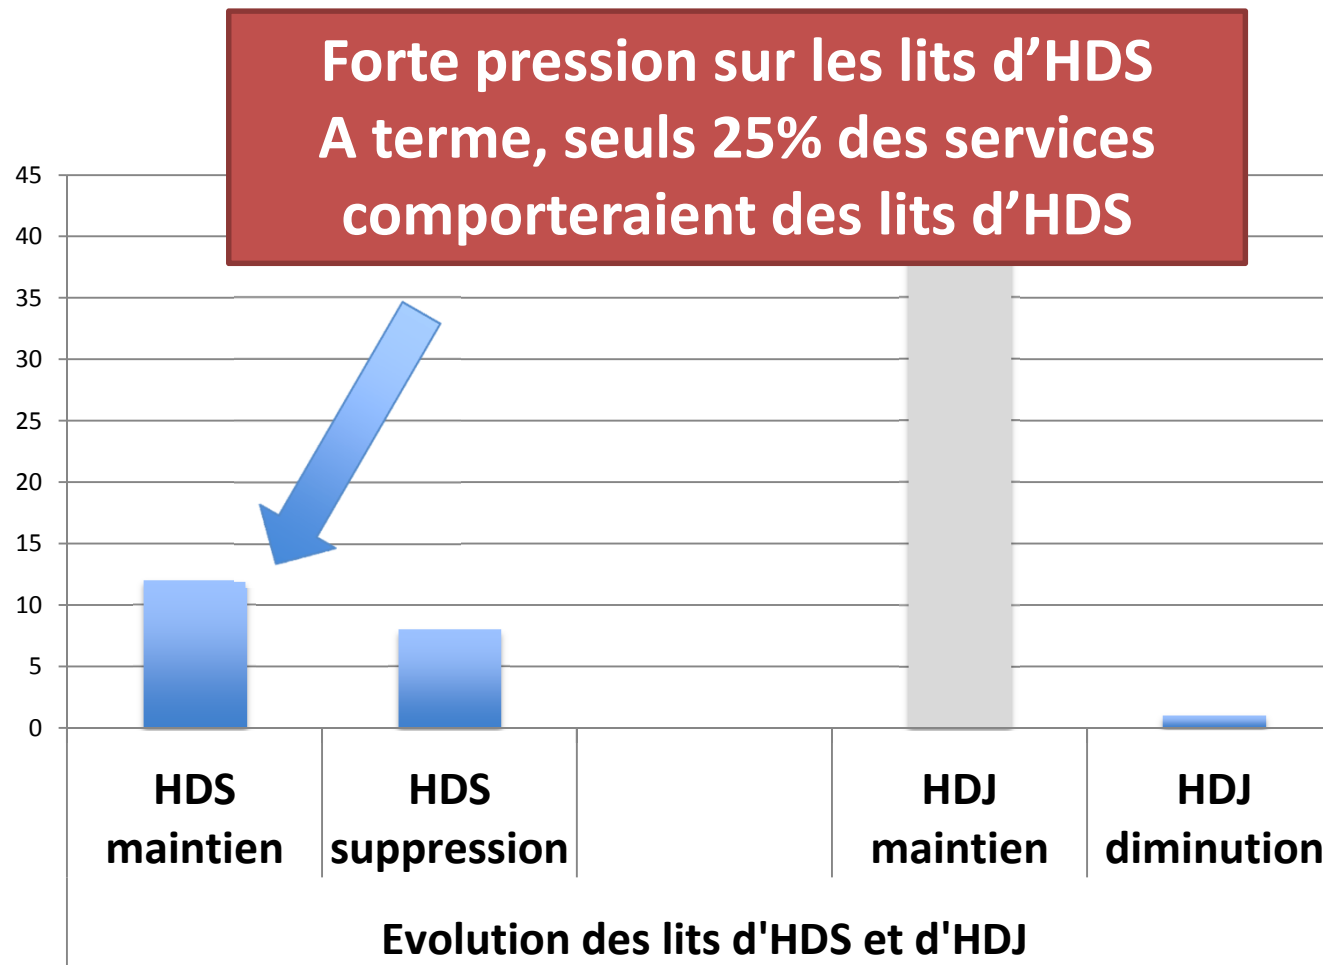 Forte pression sur les lits d’HDS
A terme, seuls 25% des services
comporteraient des lits d’HDS
45
40
35
30
25
20
15
10
5
0
HDS
maintien
HDS
suppression
HDJ
maintien
HDJ
diminution
Evolution des lits d'HDS et d'HDJ